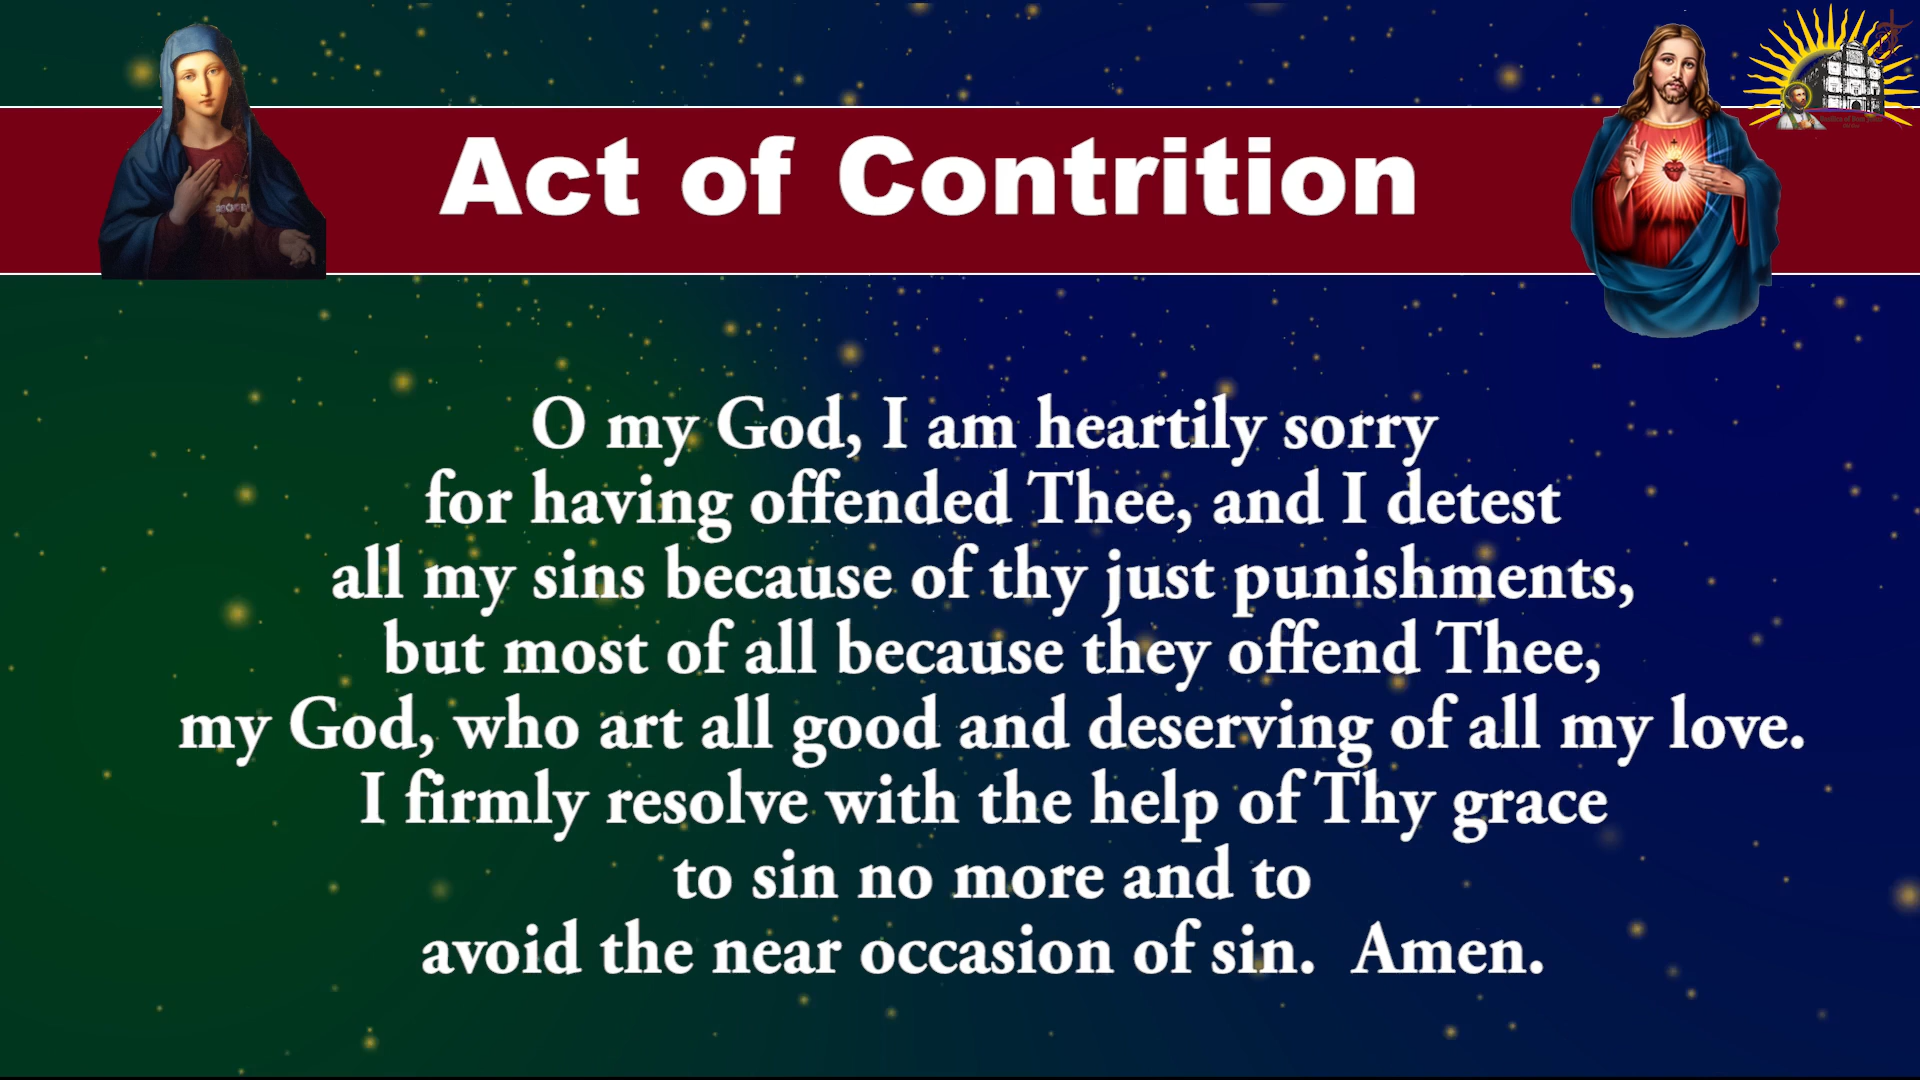 Act of Contrition
O my God, I am heartily sorry
for having offended Thee, and I detest
all my sins because of thy just punishments,
but most of all because they offend Thee,
my God, who art all good and deserving of all my love.
I firmly resolve with the help of Thy grace
to sin no more and to
avoid the near occasion of sin.  Amen.